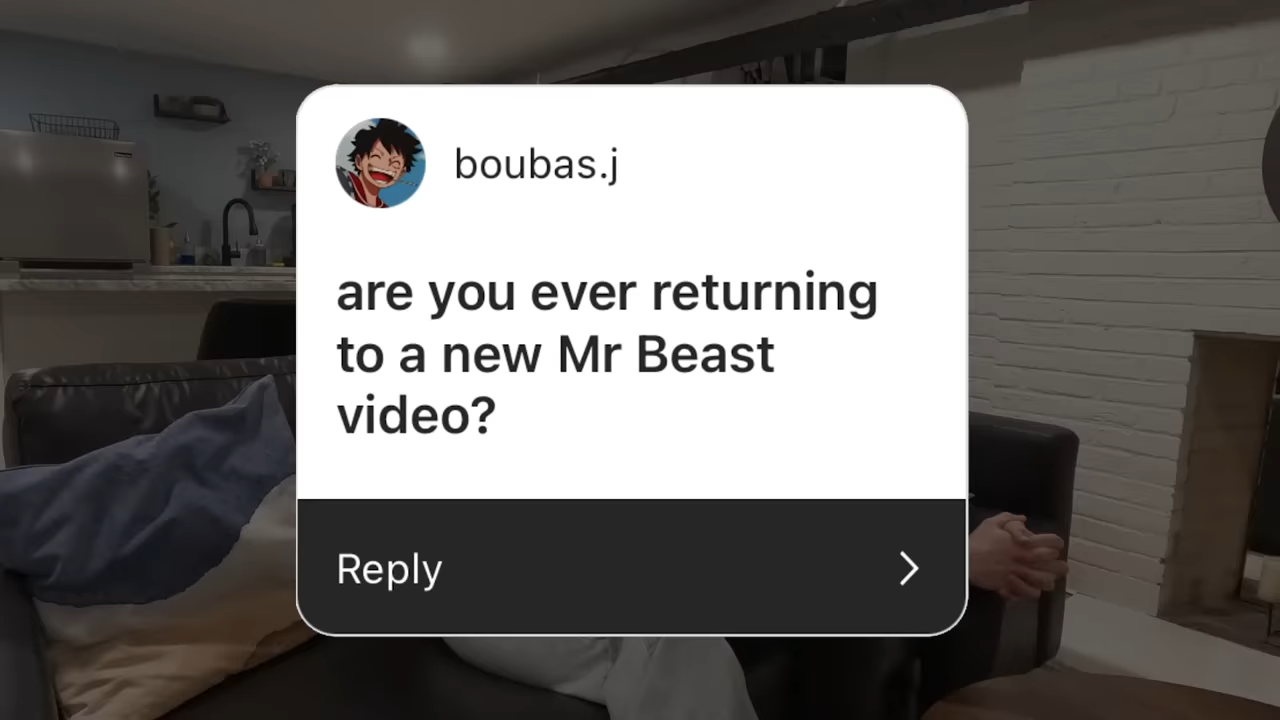 boubas.j
are you ever returning
to a new Mr Beast
video?
Reply